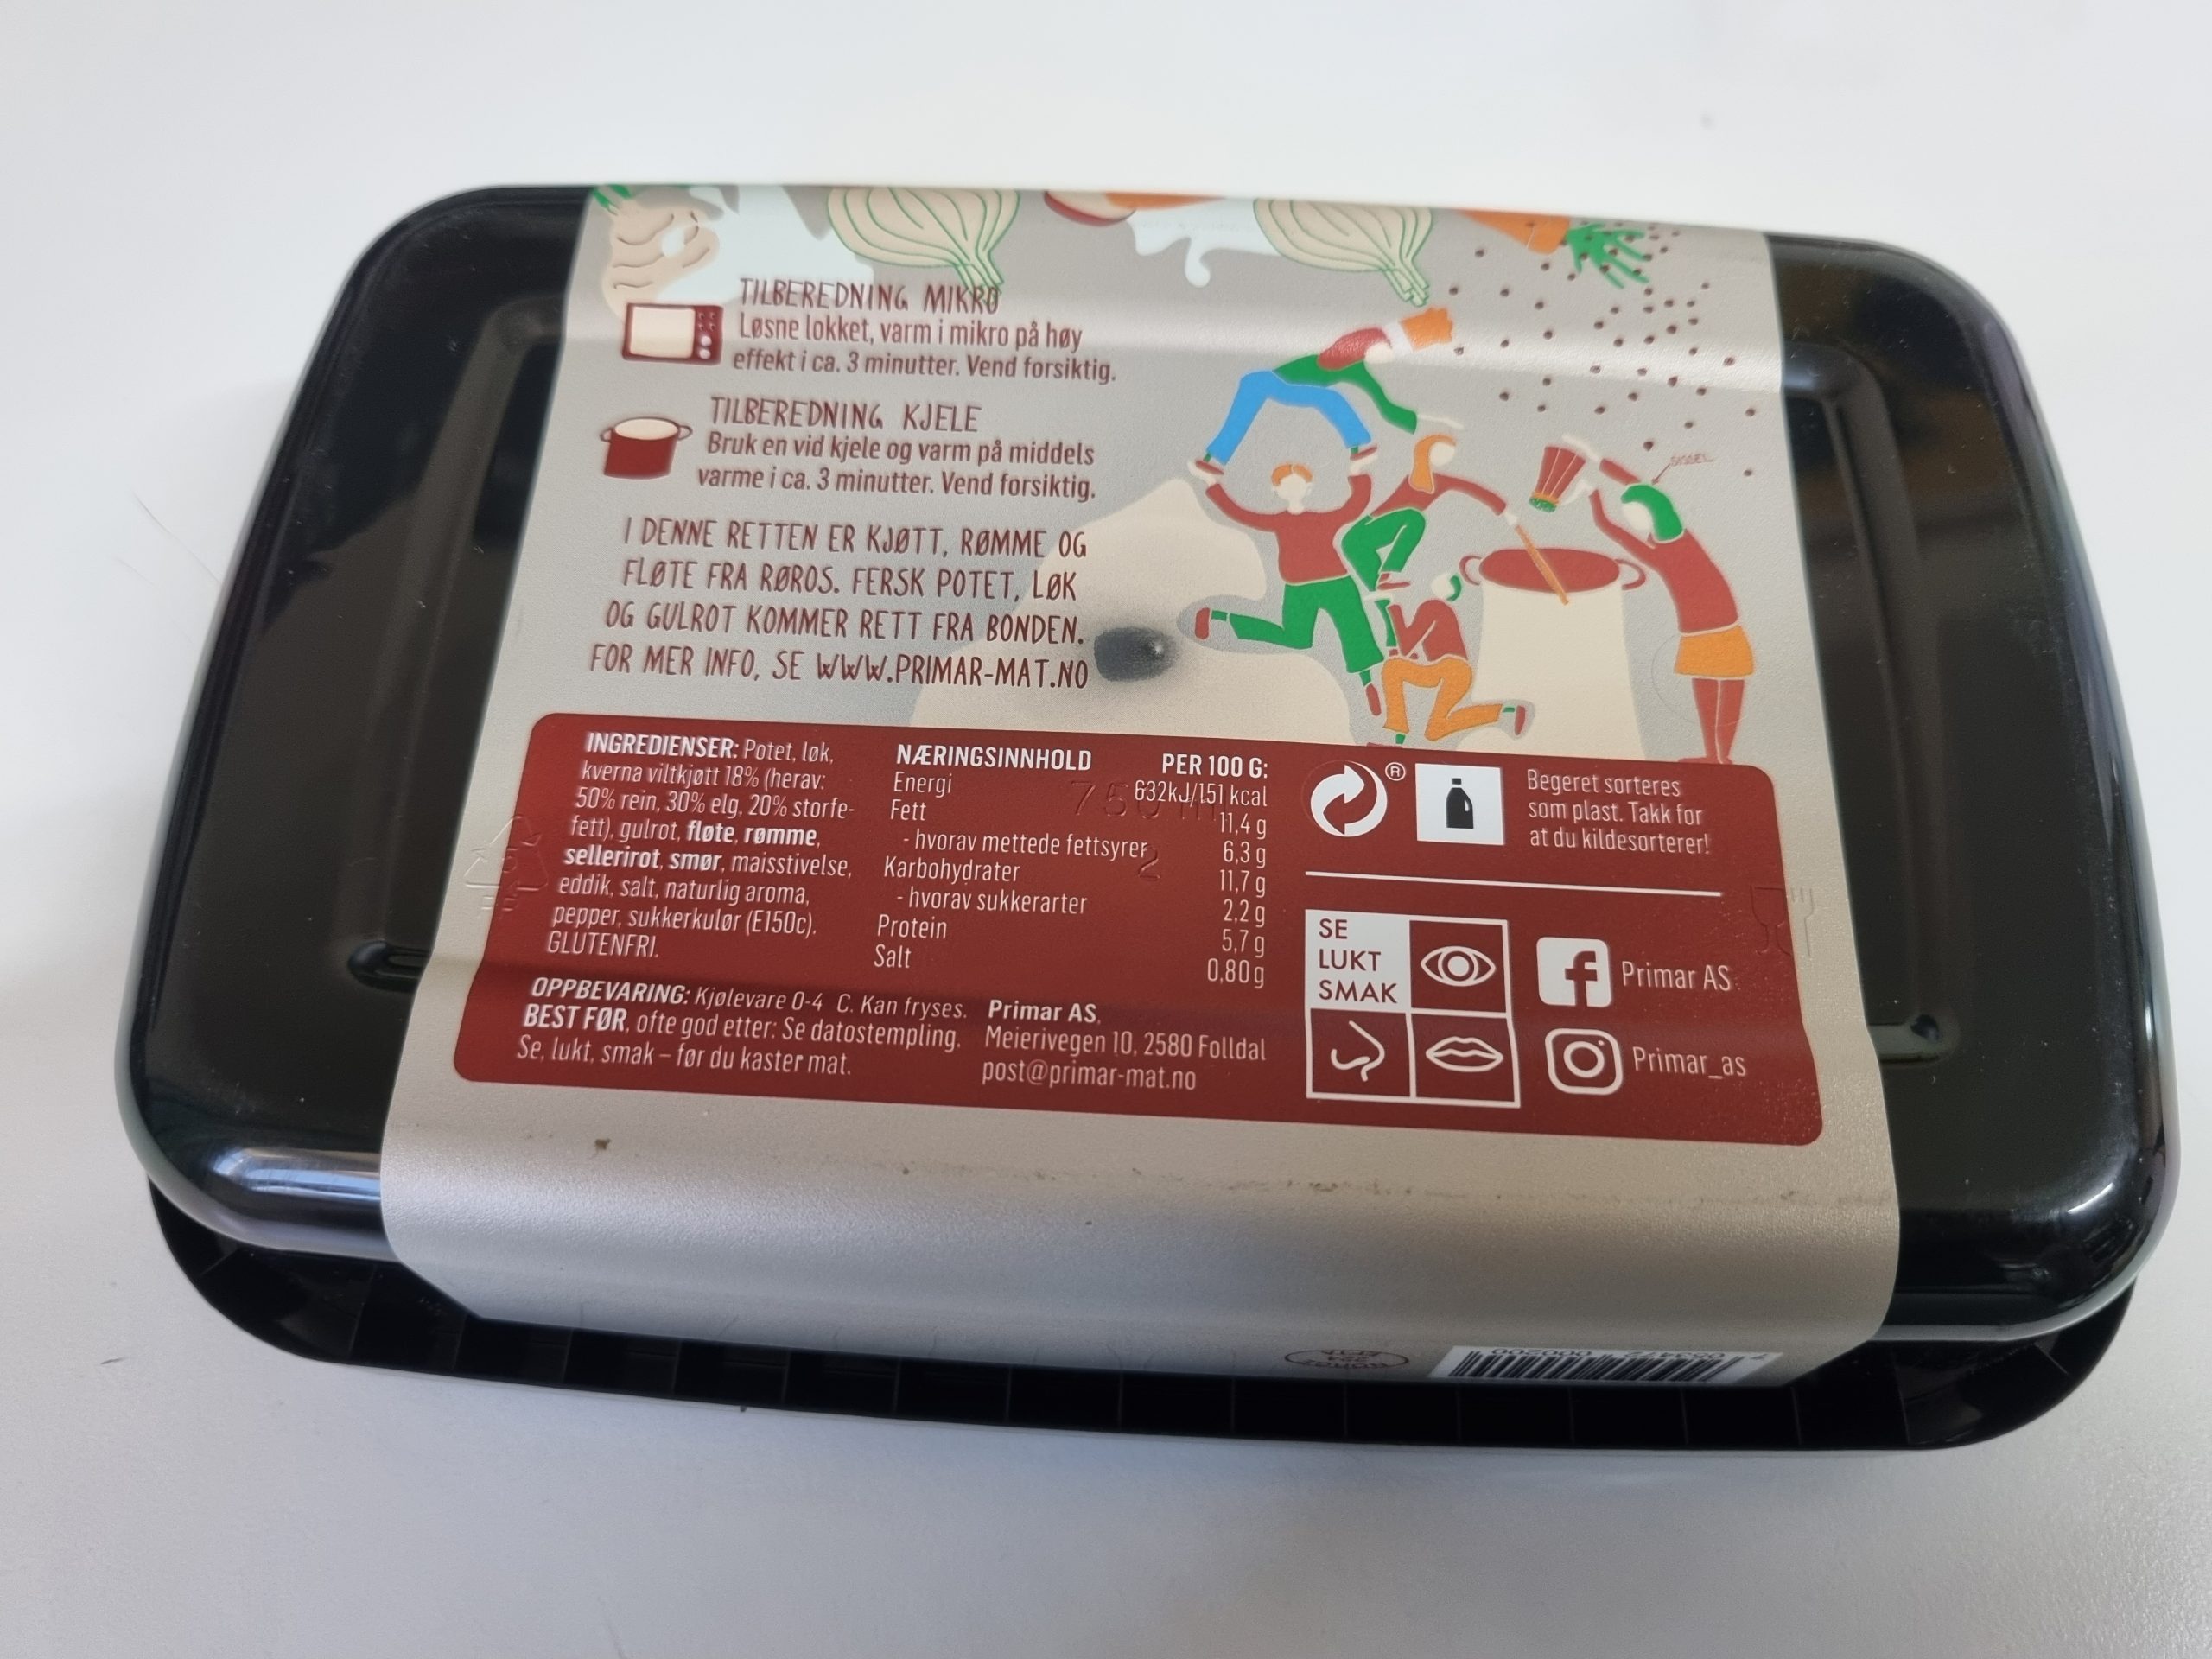 TILBEREDNING MIKRO
Løsne lokket, varm i mikro på høy
effekt i ca. 3 minutter. Vend forsiktig.
TILBEREDNING KJELE
Bruk en vid kjele og varm på middels
varme i ca. 3 minutter. Vend forsiktig.
I DENNE RETTEN ER KJØTT, RØMME OG
FLØTE FRA RØROS. FERSK POTET, LØK
OG GULROT KOMMER RETT FRA BONDEN.
FOR MER INFO, SE WWW.PRIMAR-MAT.NO
INGREDIENSER: Potet, løk,
kverna viltkjøtt 18% (herav:
50% rein, 30% elg, 20% storfe-
fett), gulrot, fløte, rømme,
sellerirot, smør, maisstivelse,
eddik, salt, naturlig aroma,
pepper, sukkerkulør (E150c).
GLUTENFRI.
NÆRINGSINNHOLD PER 100 G:
Energi 632kJ/151 kcal
Fett 11,4 g
- hvorav mettede fettsyrer 6,3 g
Karbohydrater 11,7 g
- hvorav sukkerarter 2,2 g
Protein 5,7 g
Salt 0,80 g
OPPBEVARING: Kjølevare 0-4 C. Kan fryses.
BEST FØR, ofte god etter: Se datostempling.
Se, lukt, smak – før du kaster mat.
Primar AS,
Meierivegen 10, 2580 Folldal
post@primar-mat.no
®
Begeret sorteres
som plast. Takk for
at du kildesorterer!
SE
LUKT
SMAK
Primar AS
Primar_as